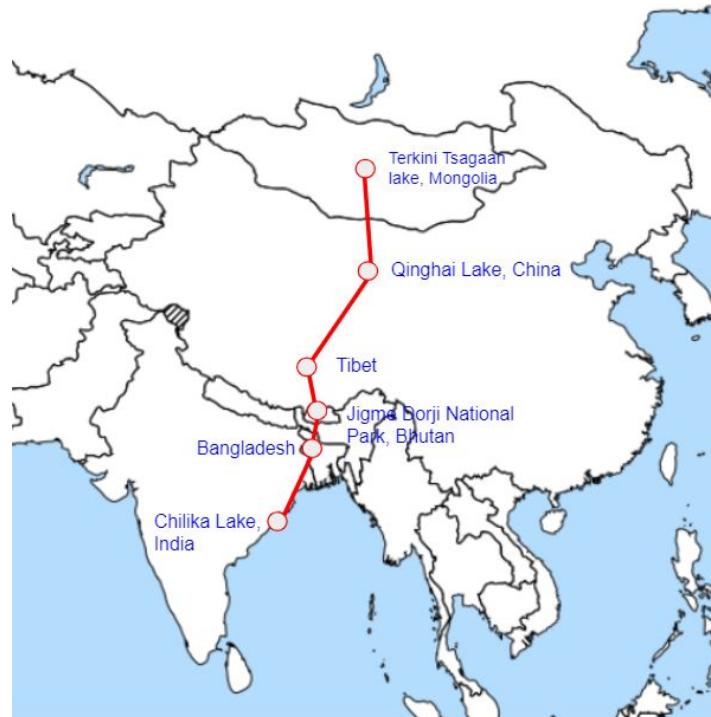 Terkini Tsagaan
lake, Mongolia
Qinghai Lake, China
Tibet
Jigme Dorji National
Park, Bhutan
Bangladesh
Chilika Lake,
India